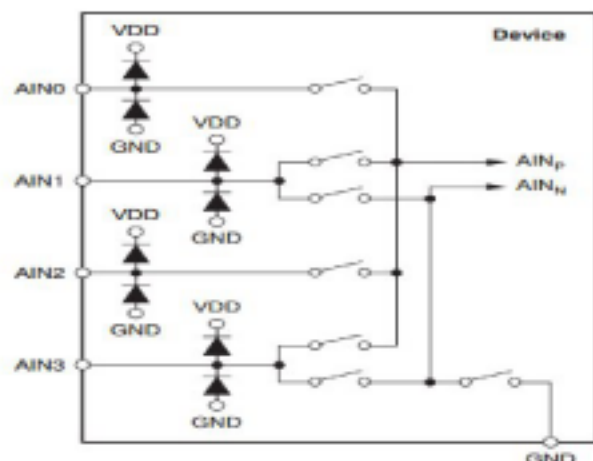 VDD
Device
AIN0
GND
VDD
AINP
AIN1
AINN
VDD
GND
AIN2
GND
VDD
AIN3
GND
GND